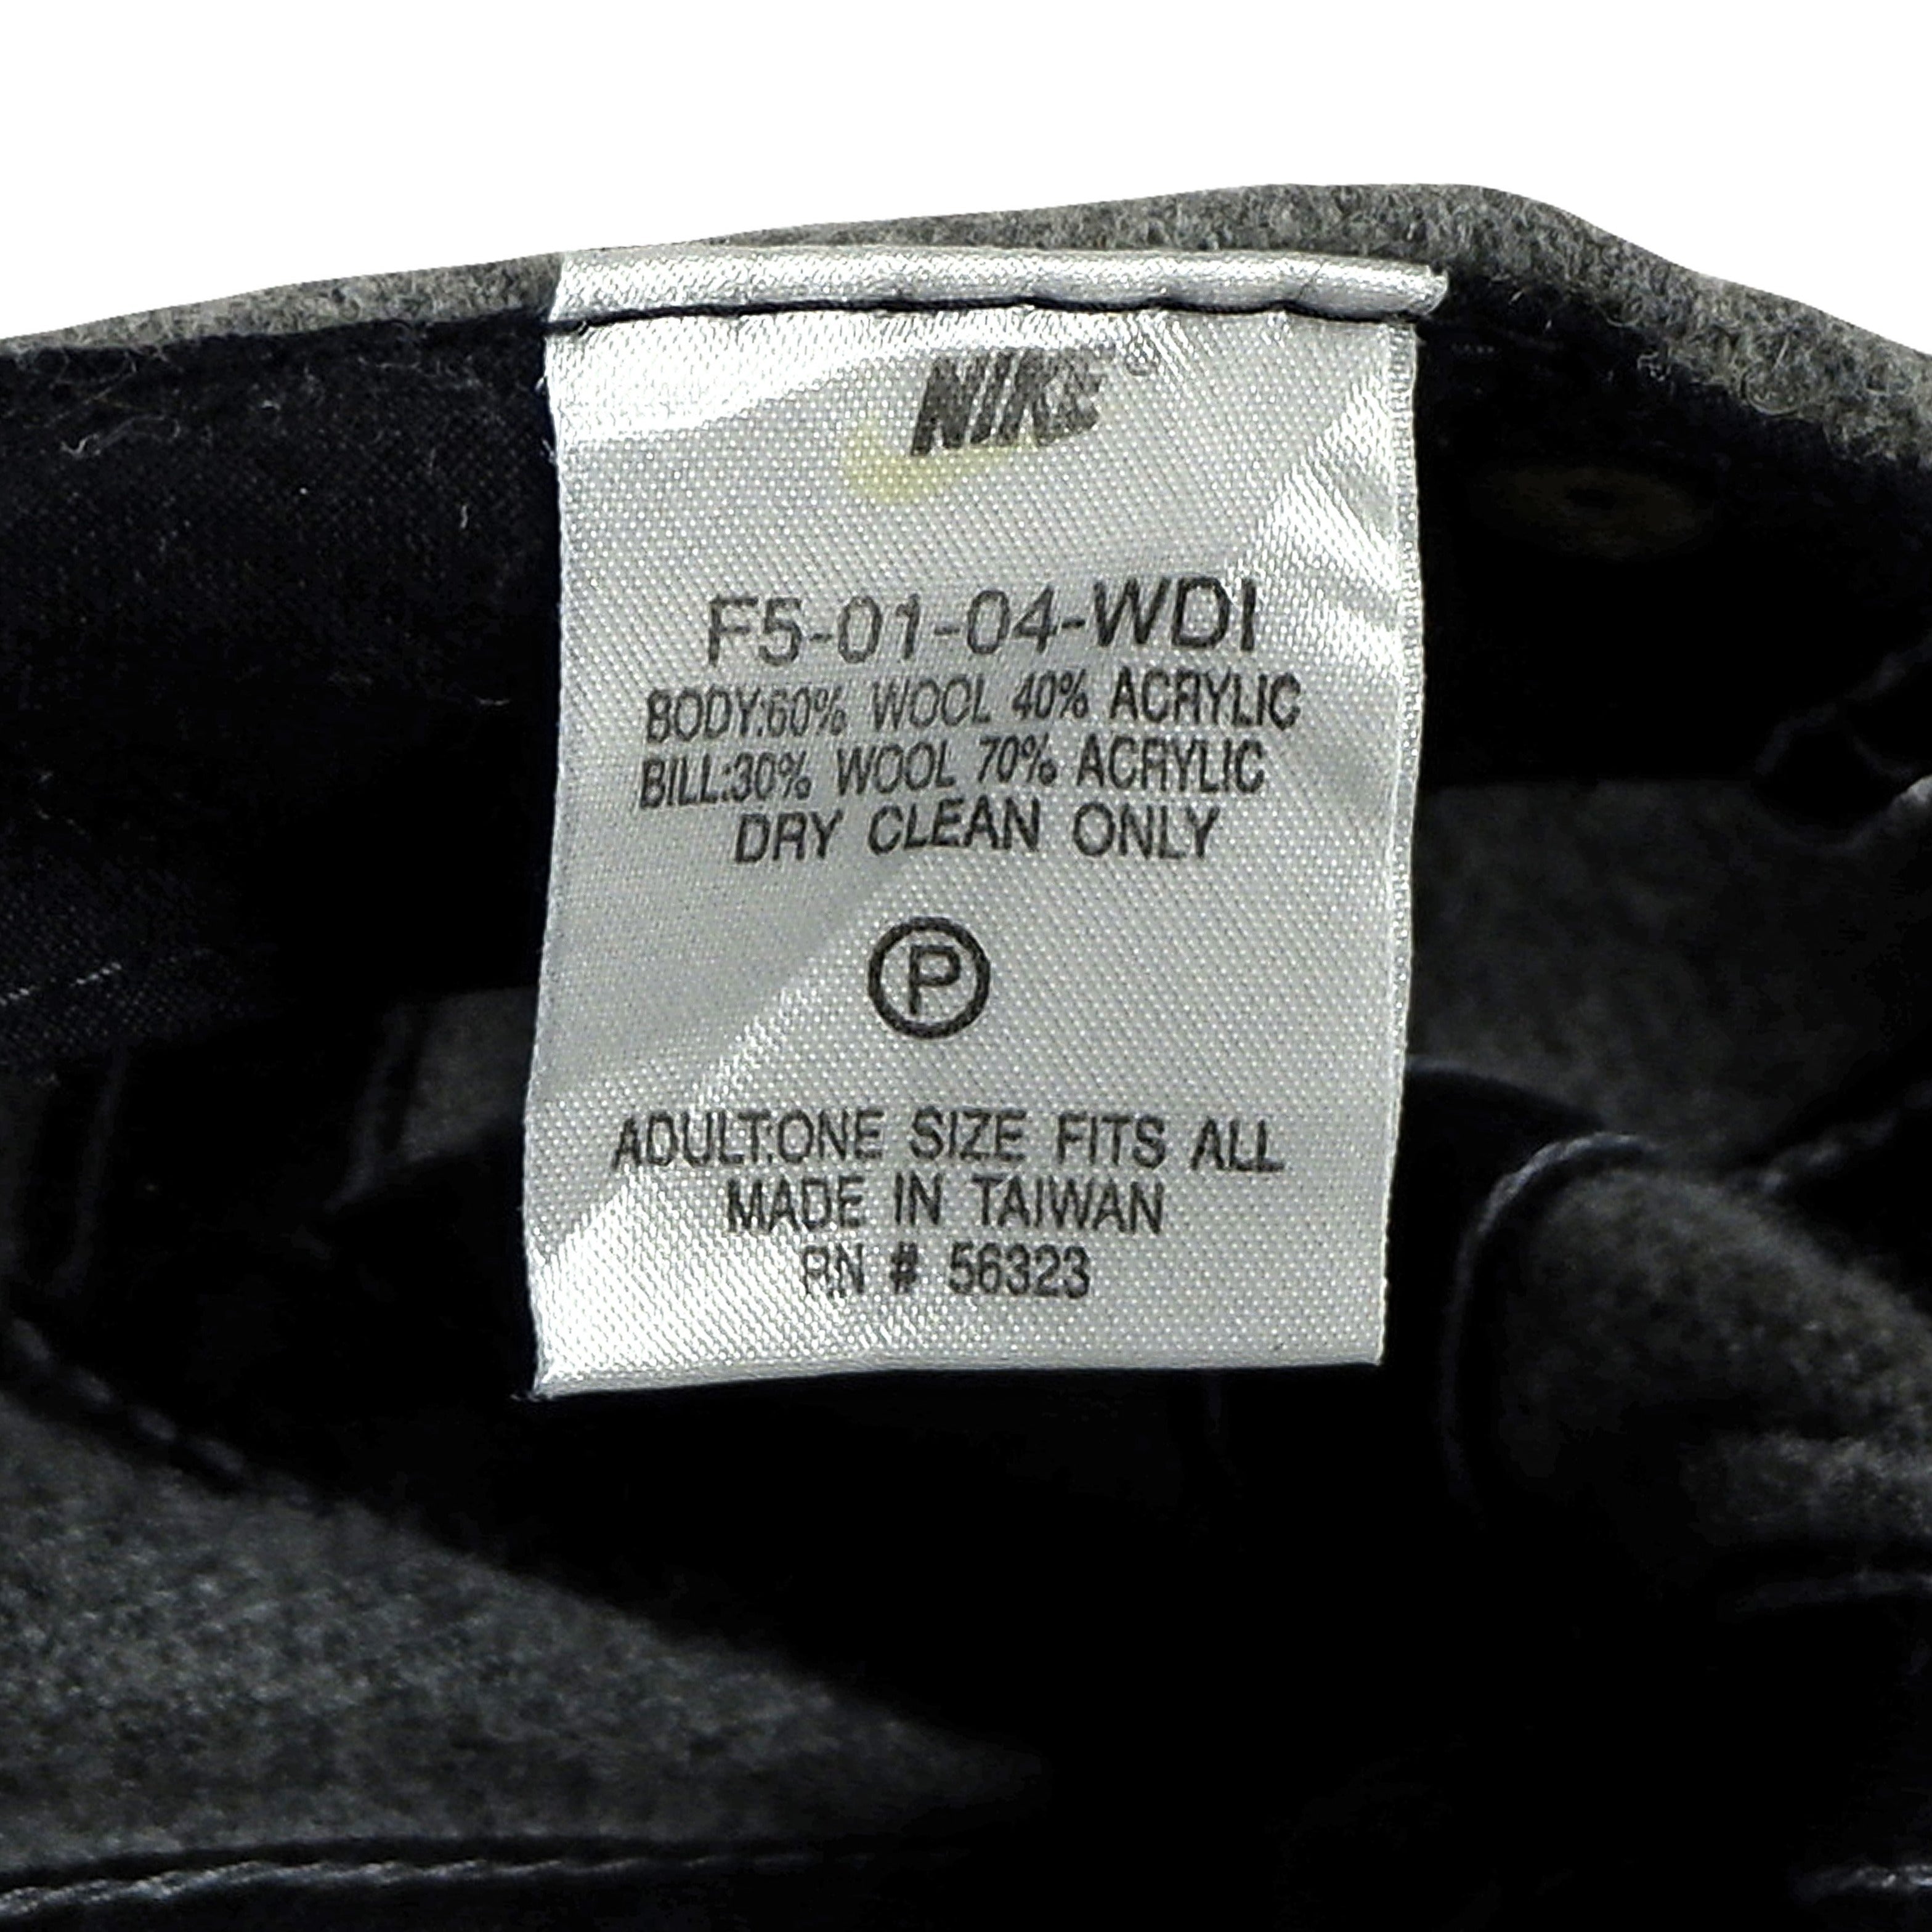 NIKE®
F5-01-04-WDI
BODY:60% WOOL 40% ACRYLIC
BILL:30% WOOL 70% ACRYLIC
DRY CLEAN ONLY
P
ADULT:ONE SIZE FITS ALL
MADE IN TAIWAN
RN # 56323